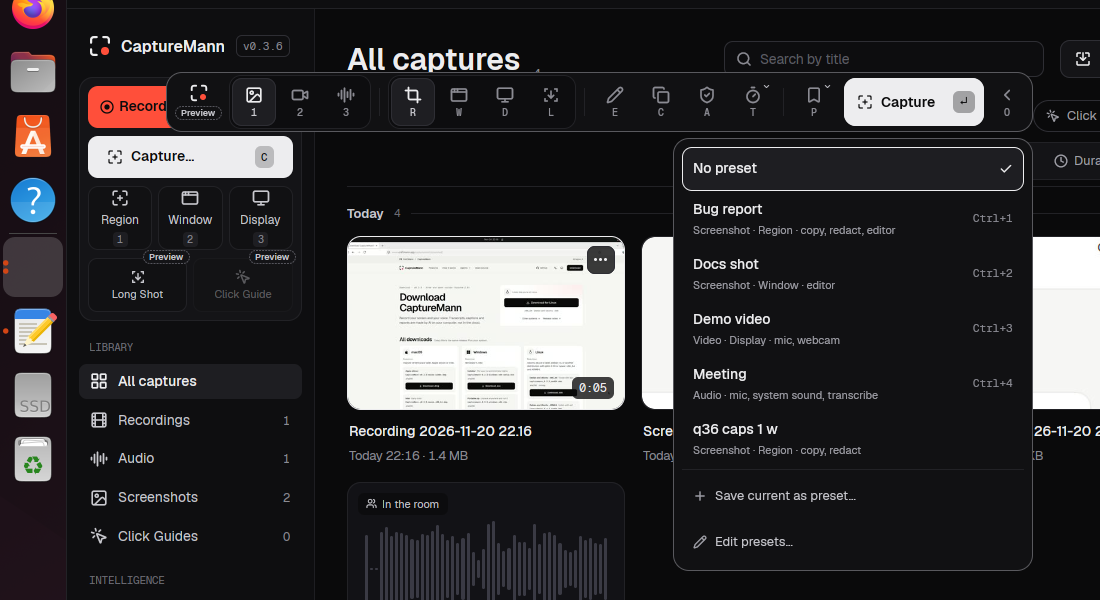 CaptureMann v0.3.6
All captures
Search by title
Record
Preview
1
2
3
R
W
D
L
E
C
A
T
P
Capture
O
Click
Capture... C
Region
1
Window
2
Display
3
Preview
Long Shot
Preview
Click Guide
LIBRARY
All captures
Recordings 1
Audio 1
Screenshots 2
Click Guides 0
INTELLIGENCE
Dura
Today 4
Download
CaptureMann
All downloads
macOS
Windows
Linux
0:05
Recording 2026-11-20 22.16
Today 22:16 · 1.4 MB
In the room
Scre
Today
26-11-20 2
KB
No preset
Bug report Ctrl+1
Screenshot · Region · copy, redact, editor
Docs shot Ctrl+2
Screenshot · Window · editor
Demo video Ctrl+3
Video · Display · mic, webcam
Meeting Ctrl+4
Audio · mic, system sound, transcribe
q36 caps 1 w
Screenshot · Region · copy, redact
Save current as preset...
Edit presets...
SSD